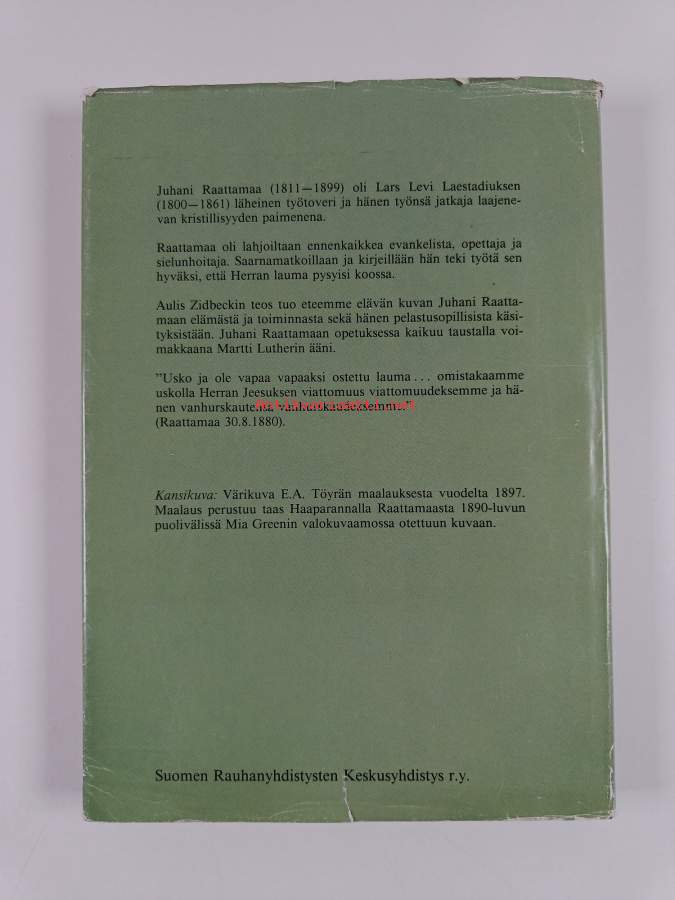 Juhani Raattamaa (1811—1899) oli Lars Levi Laestadiuksen
(1800—1861) läheinen työtoveri ja hänen työnsä jatkaja laajene-
van kristillisyyden paimenena.
Raattamaa oli lahjoiltaan ennenkaikkea evankelista, opettaja ja
sielunhoitaja. Saarnamatkoillaan ja kirjeillään hän teki työtä sen
hyväksi, että Herran lauma pysyisi koossa.
Aulis Zidbeckin teos tuo eteemme elävän kuvan Juhani Raatta-
maan elämästä ja toiminnasta sekä hänen pelastusopillisista käsi-
tyksistään. Juhani Raattamaan opetuksessa kaikuu taustalla voi-
makkaana Martti Lutherin ääni.
”Usko ja ole vapaa vapaaksi ostettu lauma... omistakaamme
uskolla Herran Jeesuksen viattomuus viattomuudeksemme ja hä-
nen vanhurskautensa vanhurskaudeksemme”
(Raattamaa 30.8.1880).
Kansikuva: Värikuva E.A. Töyrän maalauksesta vuodelta 1897.
Maalaus perustuu taas Haaparannalla Raattamaasta 1890-luvun
puolivälissä Mia Greenin valokuvaamossa otettuun kuvaan.
Suomen Rauhanyhdistysten Keskusyhdistys r.y.